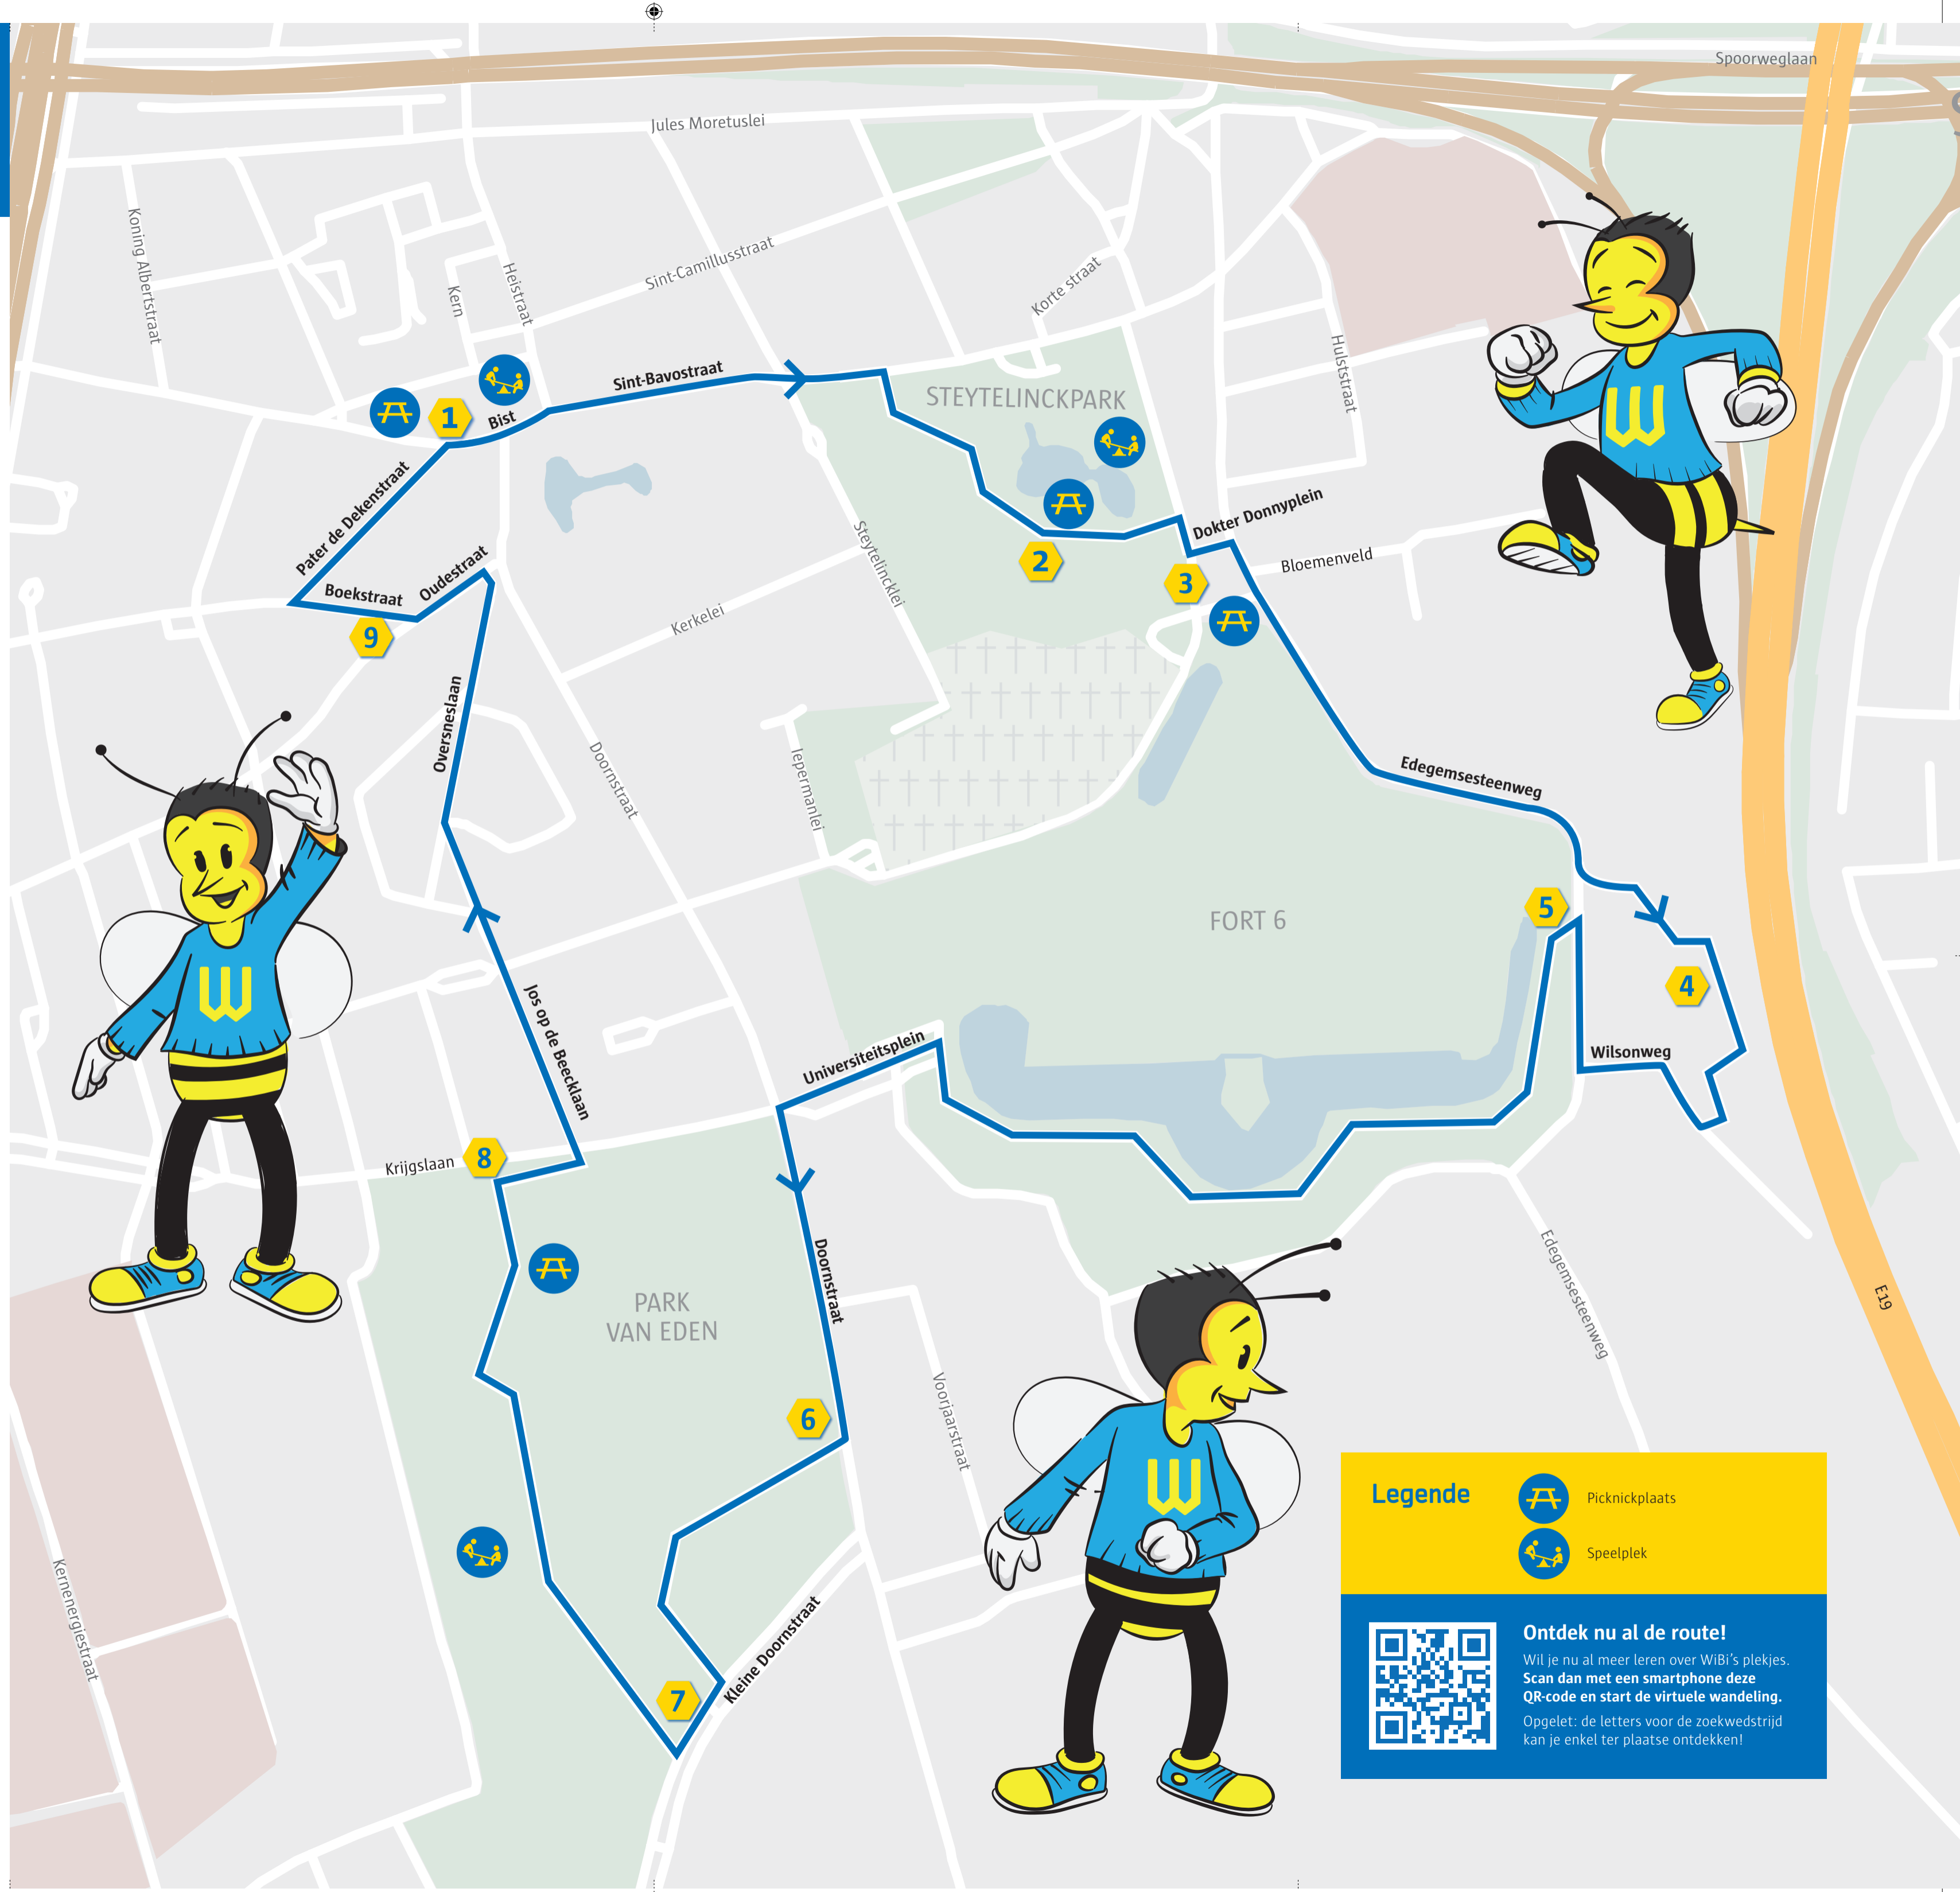 Spoorweglaan
Jules Moretuslei
Koning Albertstraat
Kern
Heistraat
Sint-Camillusstraat
Korte straat
Hulststraat
Sint-Bavostraat
STEYTELINCKPARK
1
Bist
Pater de Dekenstraat
Boekstraat
Oudestraat
9
Steytelincklei
Kerkelei
2
Dokter Donnyplein
3
Bloemenveld
W
Oversneslaan
Doornstraat
Iepermanlei
Edegemsesteenweg
FORT 6
5
4
W
Jos op de Beecklaan
Universiteitsplein
Wilsonweg
Krijgslaan
8
Doornstraat
PARK
VAN EDEN
6
Voorjaarstraat
Edegemsesteenweg
E19
W
Kernenergiestraat
7
Kleine Doornstraat
Legende
Picknickplaats
Speelplek
Ontdek nu al de route!
Wil je nu al meer leren over WiBi's plekjes.
Scan dan met een smartphone deze
QR-code en start de virtuele wandeling.
Opgelet: de letters voor de zoekwedstrijd
kan je enkel ter plaatse ontdekken!